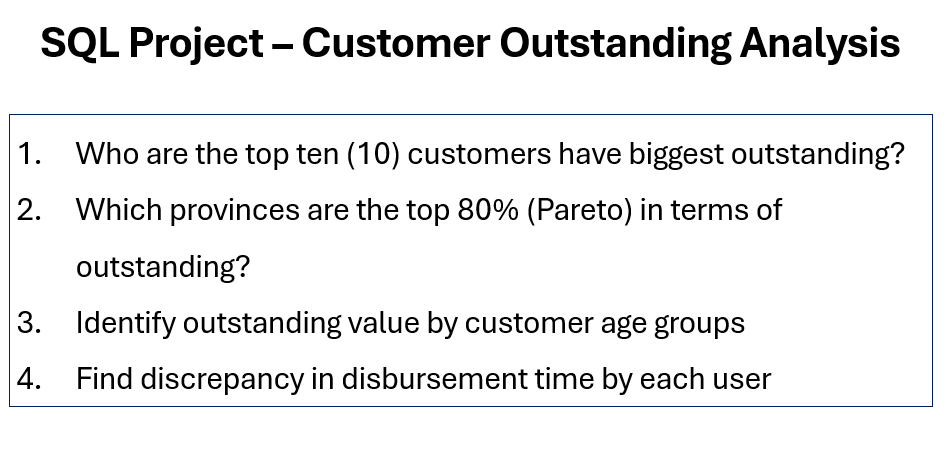 SQL Project – Customer Outstanding Analysis
1. Who are the top ten (10) customers have biggest outstanding?
2. Which provinces are the top 80% (Pareto) in terms of
outstanding?
3. Identify outstanding value by customer age groups
4. Find discrepancy in disbursement time by each user